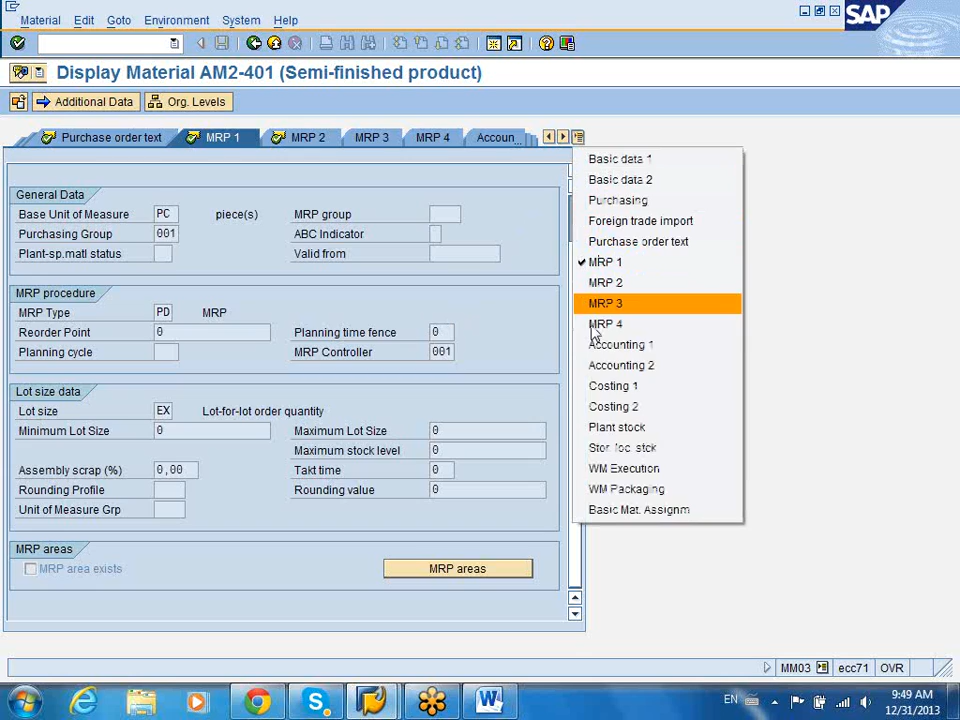 Material Edit Goto Environment System Help
SAP
Display Material AM2-401 (Semi-finished product)
Additional Data Org. Levels
Purchase order text MRP 1 MRP 2 MRP 3 MRP 4 Accoun...
General Data
Base Unit of Measure PC piece(s) MRP group
Purchasing Group 001 ABC Indicator
Plant-sp.matl status Valid from
MRP procedure
MRP Type PD MRP
Reorder Point 0 Planning time fence 0
Planning cycle MRP Controller 001
Lot size data
Lot size EX Lot-for-lot order quantity
Minimum Lot Size 0 Maximum Lot Size 0
Maximum stock level 0
Assembly scrap (%) 0,00 Takt time 0
Rounding Profile Rounding value 0
Unit of Measure Grp
MRP areas
MRP area exists MRP areas
Basic data 1
Basic data 2
Purchasing
Foreign trade import
Purchase order text
MRP 1
MRP 2
MRP 3
MRP 4
Accounting 1
Accounting 2
Costing 1
Costing 2
Plant stock
Stor. loc. stck
WM Execution
WM Packaging
Basic Mat. Assignm
MM03 ecc71 OVR
EN 9:49 AM
12/31/2013